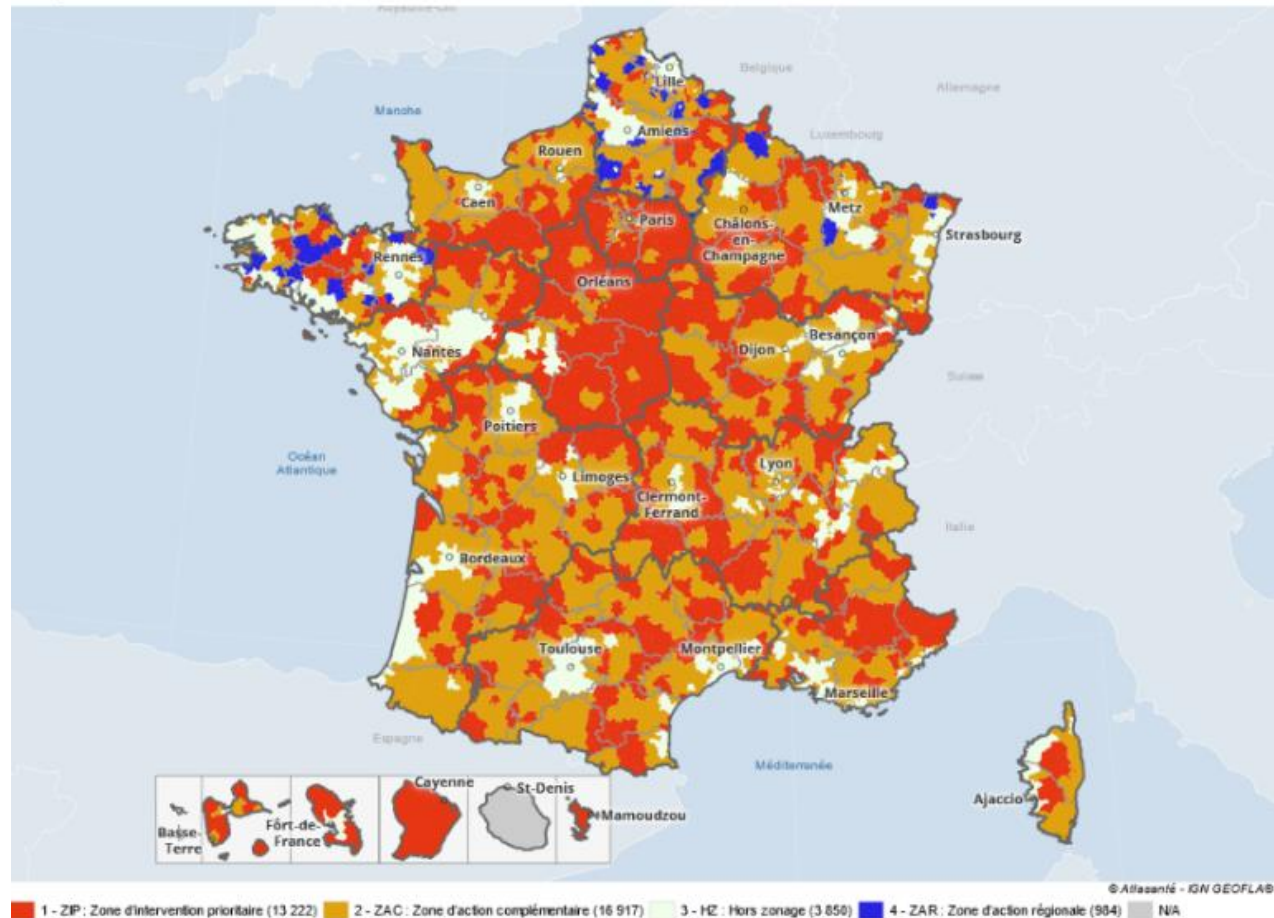 Royaume-Uni
Belgique
Allemagne
Lille
Manche
Amiens
Luxembourg
Rouen
Caen
Metz
Paris
Châlons-
en-
Champagne
Strasbourg
Rennes
Orléans
Besançon
Nantes
Dijon
Suisse
Poitiers
Océan
Atlantique
Limoges
Lyon
Clermont-
Ferrand
Italie
Bordeaux
Toulouse
Montpellier
Marseille
Espagne
Méditerranée
Ajaccio
Cayenne
St-Denis
Mamoudzou
Basse-
Terre
Fort-de-
France
© Atlasanté - IGN GEOFLA®
1 - ZIP : Zone d'intervention prioritaire (13 222) 2 - ZAC : Zone d'action complémentaire (16 917) 3 - HZ : Hors zonage (3 850) 4 - ZAR : Zone d'action régionale (984) N/A